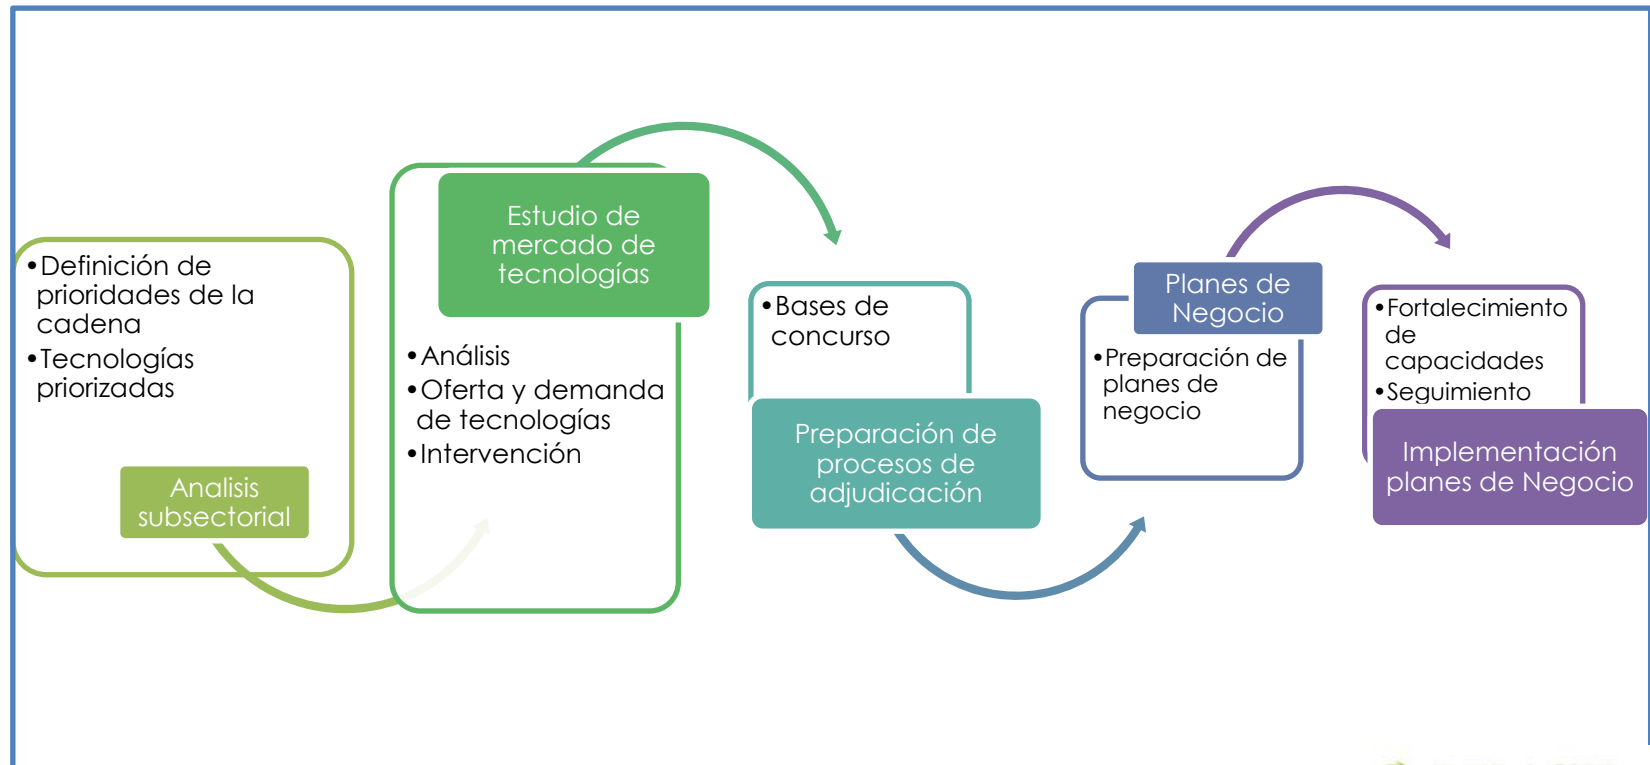 •Definición de
prioridades de la
cadena
•Tecnologías
priorizadas
Analisis
subsectorial
Estudio de
mercado de
tecnologías
•Análisis
•Oferta y demanda
de tecnologías
•Intervención
•Bases de
concurso
Preparación de
procesos de
adjudicación
Planes de
Negocio
•Preparación de
planes de
negocio
•Fortalecimiento
de
capacidades
•Seguimiento
Implementación
planes de Negocio